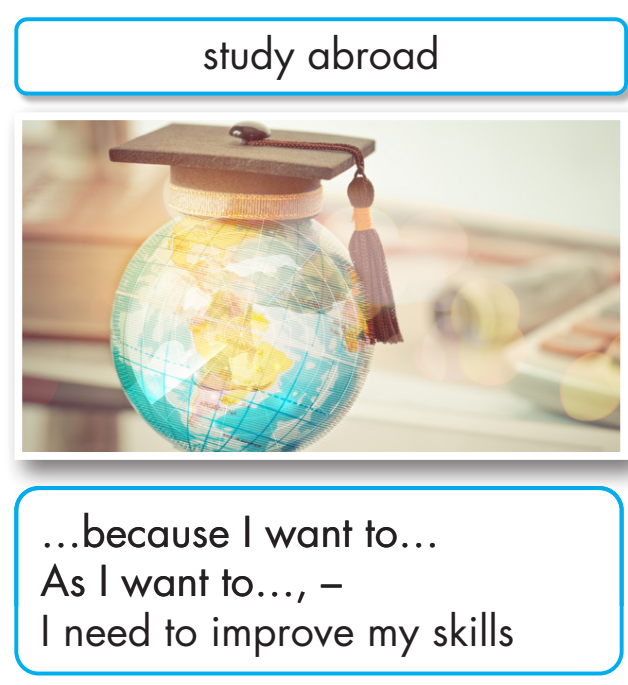 study abroad
…because I want to…
As I want to…, –
I need to improve my skills